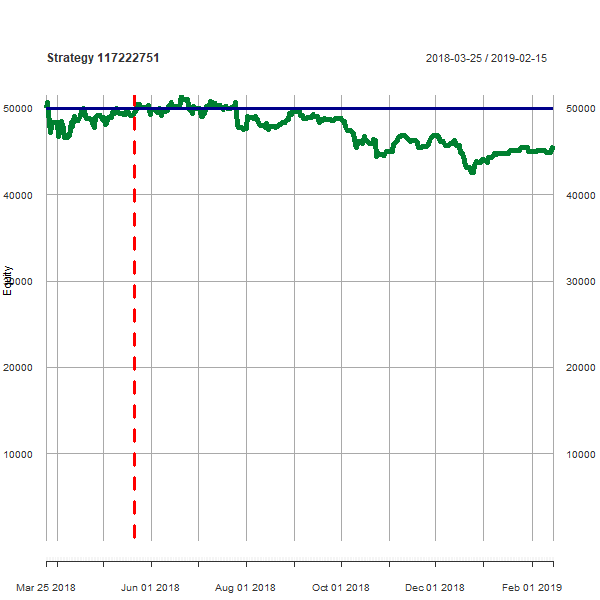 Strategy 117222751
2018-03-25 / 2019-02-15
50000 50000
40000 40000
Equity
30000 30000
20000 20000
10000 10000
Mar 25 2018 Jun 01 2018 Aug 01 2018 Oct 01 2018 Dec 01 2018 Feb 01 2019